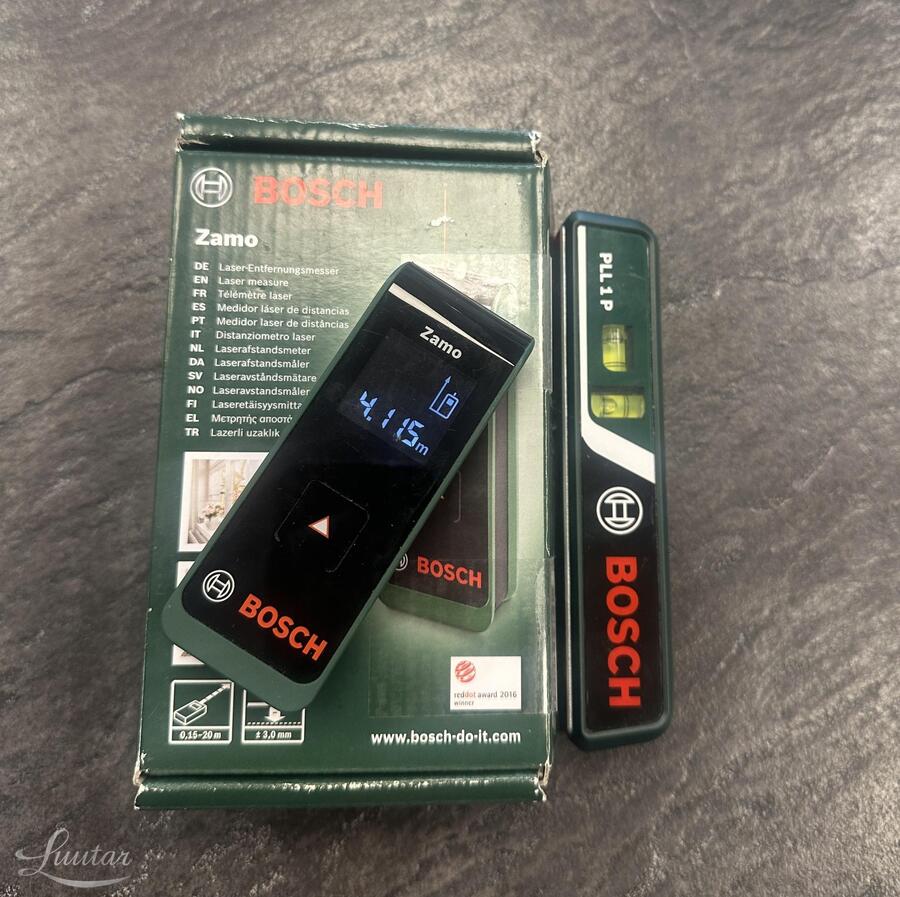 BOSCH
Zamo
DE Laser-Entfernungsmesser
EN Laser measure
FR Télémètre laser
ES Medidor láser de distancias
PT Medidor láser de distâncias
IT Distanziometro laser
NL Laserafstandsmeter
DA Laserafstandsmåler
SV Laseravståndsmätare
NO Laseravstandsmåler
FI Laseretäisyysmitta
EL Μετρητής αποστά
TR Lazerli uzaklık
Zamo
4.115m
BOSCH
BOSCH
reddot award 2016
winner
0,15-20 m
± 3,0 mm
www.bosch-do-it.com
PLL 1 P
BOSCH
Luutar